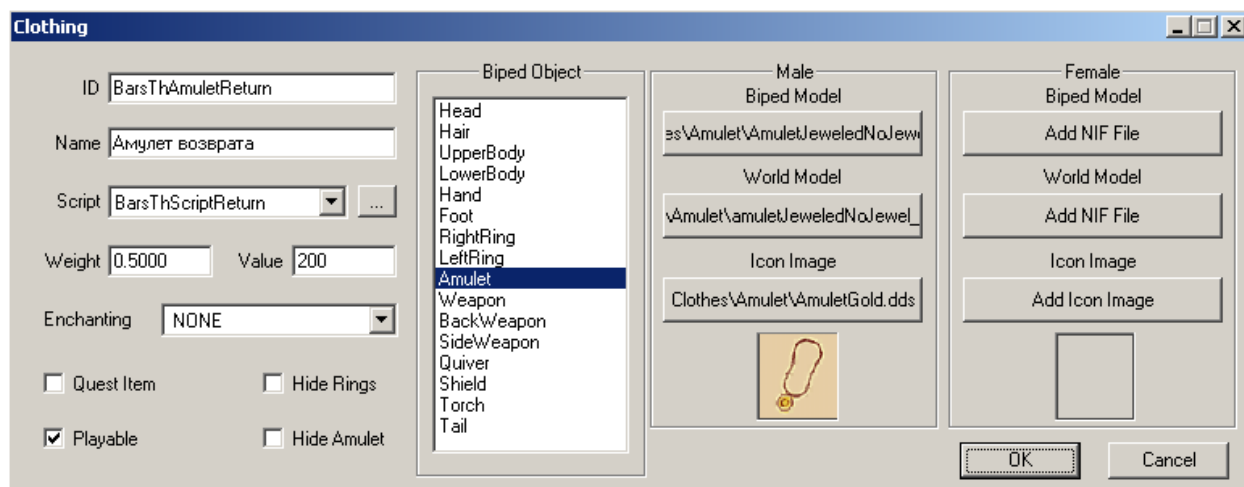 Clothing
ID BarsThAmuletReturn
Name Амулет возврата
Script BarsThScriptReturn ...
Weight 0.5000 Value 200
Enchanting NONE
Quest Item Hide Rings
Playable Hide Amulet
Biped Object
Head
Hair
UpperBody
LowerBody
Hand
Foot
RightRing
LeftRing
Amulet
Weapon
BackWeapon
SideWeapon
Quiver
Shield
Torch
Tail
Male
Biped Model
es\Amulet\AmuletJeweledNoJew
World Model
\Amulet\amuletJeweledNoJewel_
Icon Image
Clothes\Amulet\AmuletGold.dds
Female
Biped Model
Add NIF File
World Model
Add NIF File
Icon Image
Add Icon Image
OK Cancel